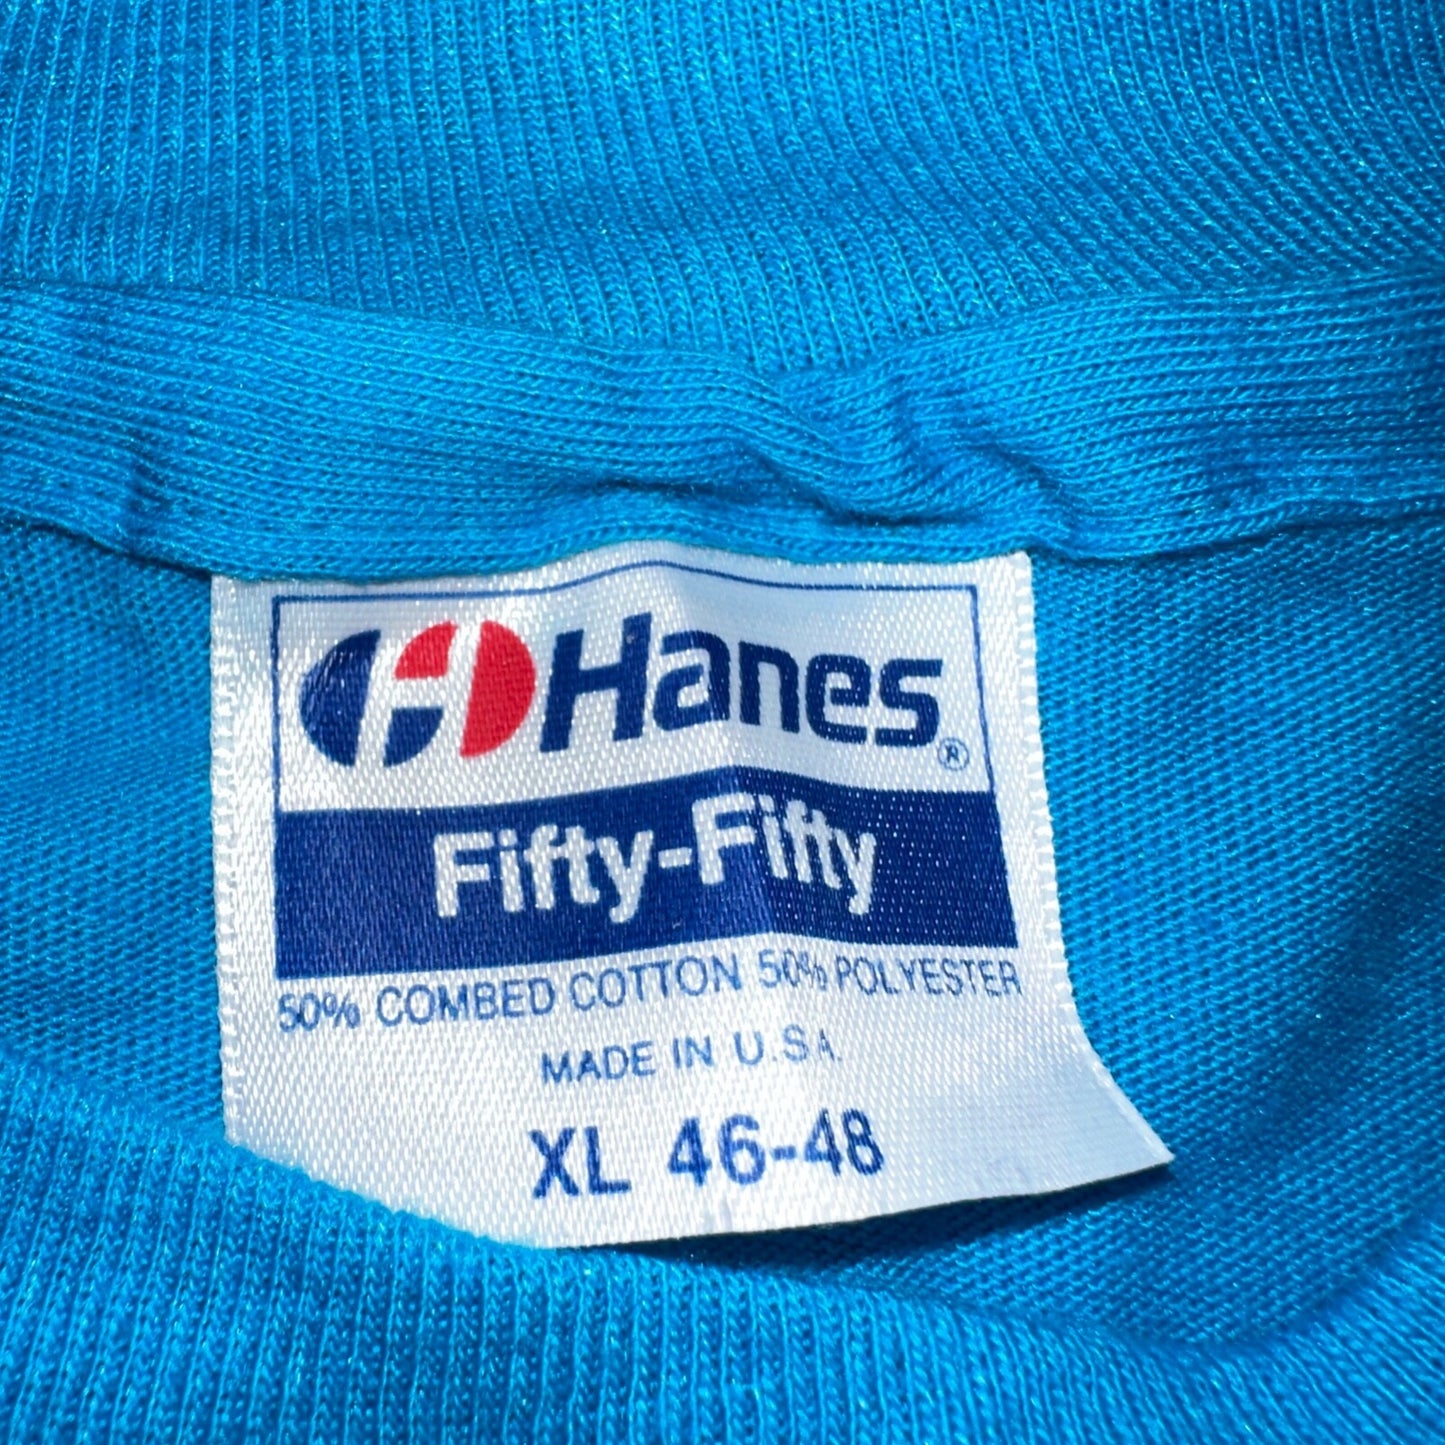 Hanes®
Fifty-Fifty
50% COMBED COTTON 50% POLYESTER
MADE IN U.S.A.
XL 46-48